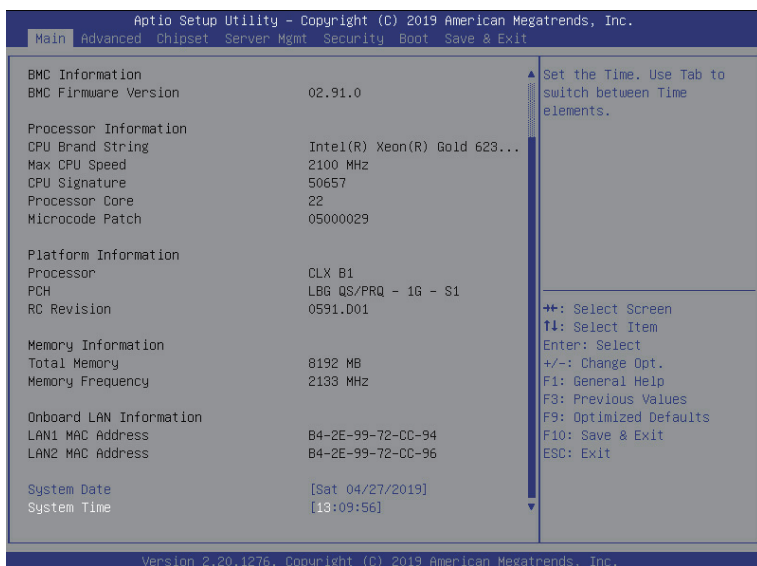 Aptio Setup Utility – Copyright (C) 2019 American Megatrends, Inc.
Main Advanced Chipset Server Mgmt Security Boot Save & Exit
BMC Information
BMC Firmware Version 02.91.0
Processor Information
CPU Brand String Intel(R) Xeon(R) Gold 623...
Max CPU Speed 2100 MHz
CPU Signature 50657
Processor Core 22
Microcode Patch 05000029
Platform Information
Processor CLX B1
PCH LBG QS/PRQ - 1G - S1
RC Revision 0591.D01
Memory Information
Total Memory 8192 MB
Memory Frequency 2133 MHz
Onboard LAN Information
LAN1 MAC Address B4-2E-99-72-CC-94
LAN2 MAC Address B4-2E-99-72-CC-96
System Date [Sat 04/27/2019]
System Time [13:09:56]
Set the Time. Use Tab to
switch between Time
elements.
→←: Select Screen
↑↓: Select Item
Enter: Select
+/-: Change Opt.
F1: General Help
F3: Previous Values
F9: Optimized Defaults
F10: Save & Exit
ESC: Exit
Version 2.20.1276. Copyright (C) 2019 American Megatrends, Inc.